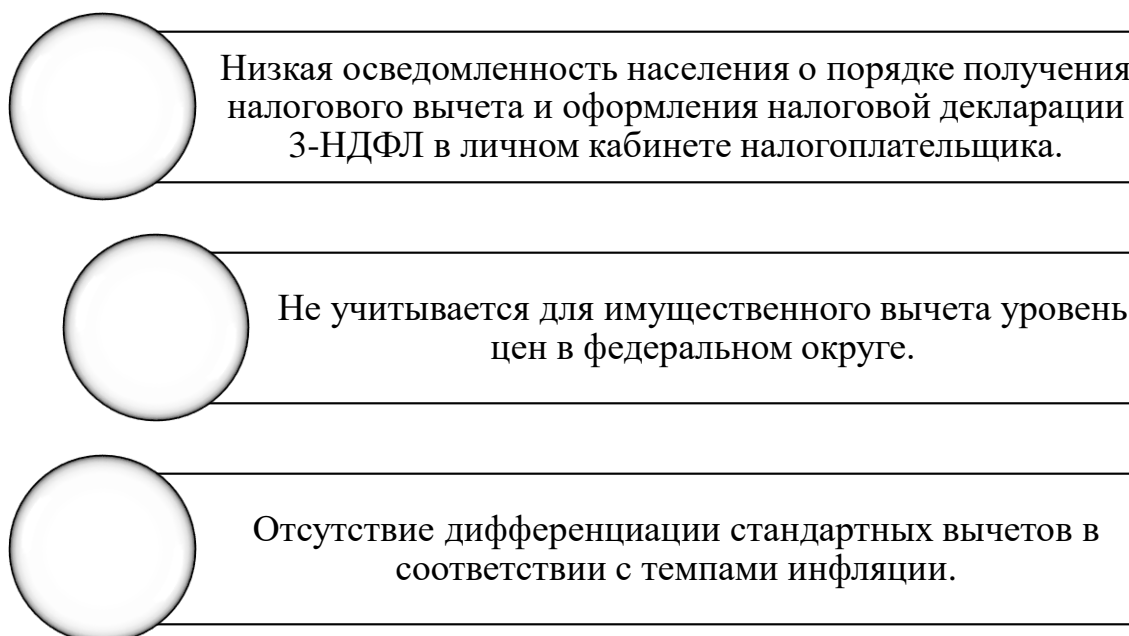 Низкая осведомленность населения о порядке получения
налогового вычета и оформления налоговой декларации
3-НДФЛ в личном кабинете налогоплательщика.
Не учитывается для имущественного вычета уровень
цен в федеральном округе.
Отсутствие дифференциации стандартных вычетов в
соответствии с темпами инфляции.